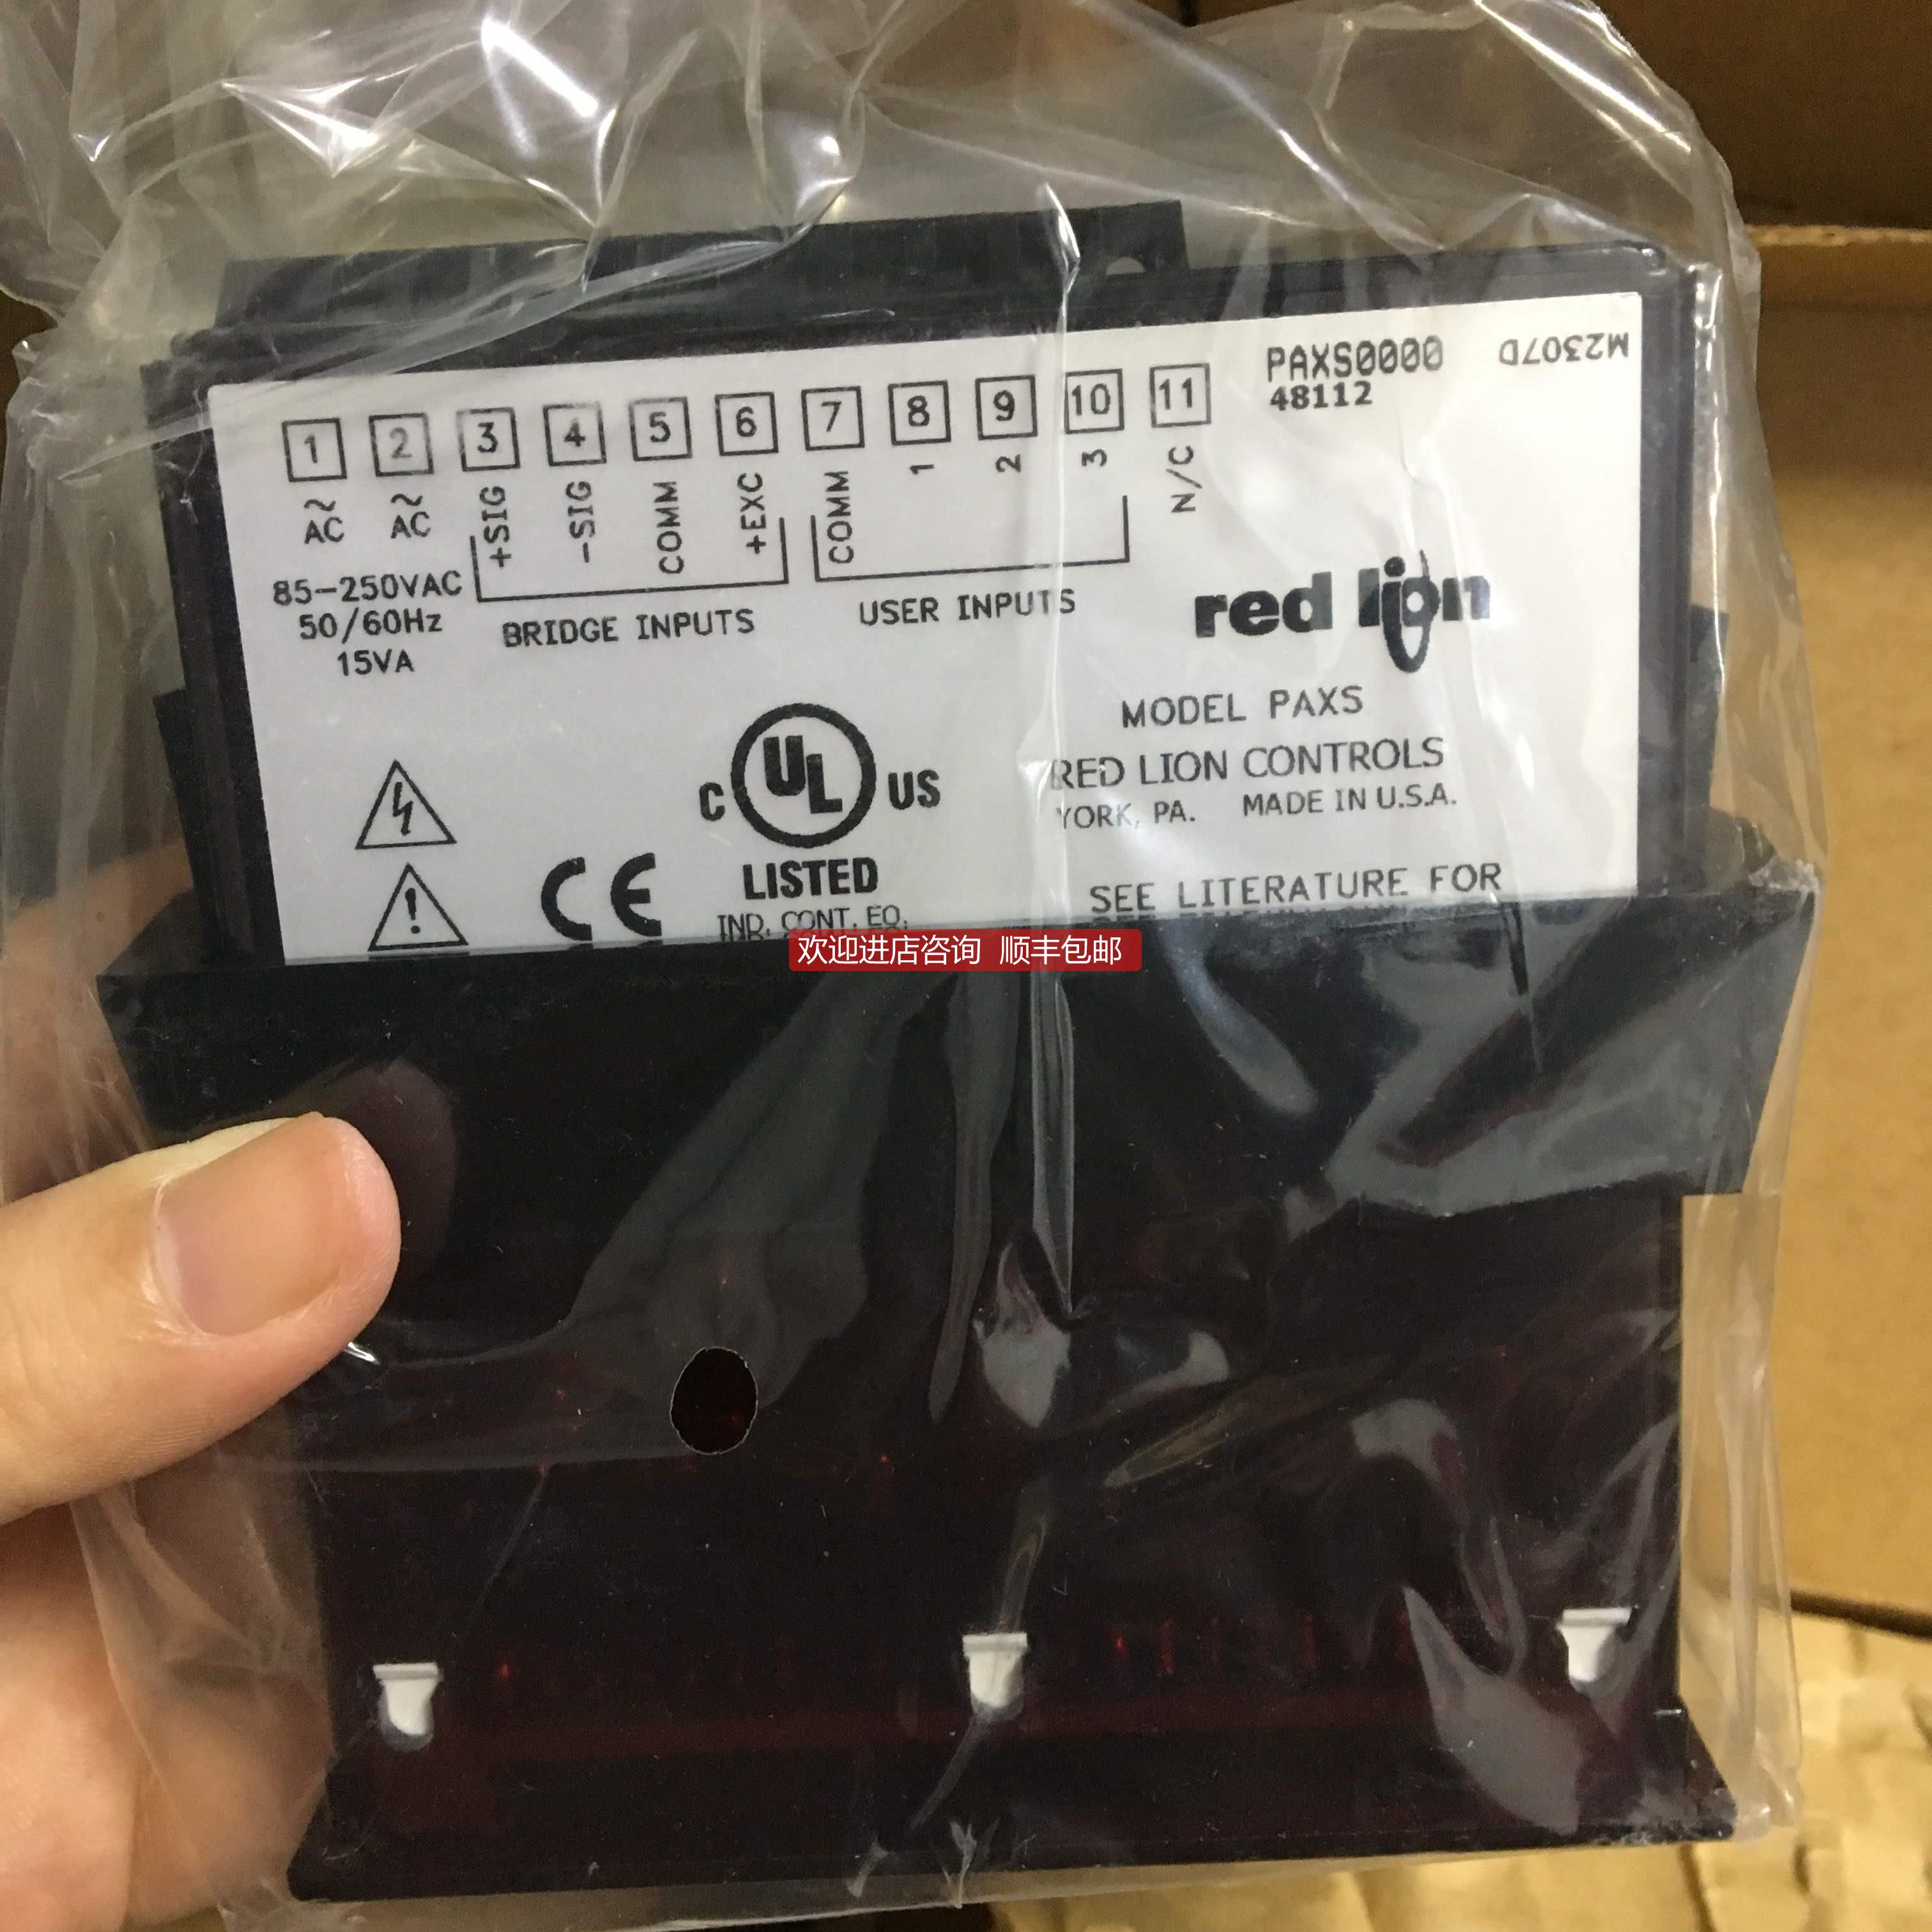 PAXS0000 M2307D
48112
1 2 3 4 5 6 7 8 9 10 11
~ ~
AC AC +SIG -SIG COMM +EXC COMM 1 2 3 N/C
85-250VAC
50/60Hz
15VA
BRIDGE INPUTS
USER INPUTS
red lion
MODEL PAXS
RED LION CONTROLS
YORK, PA. MADE IN U.S.A.
C UL US
LISTED
IND. CONT. EQ.
CE
SEE LITERATURE FOR
欢迎进店咨询 顺丰包邮